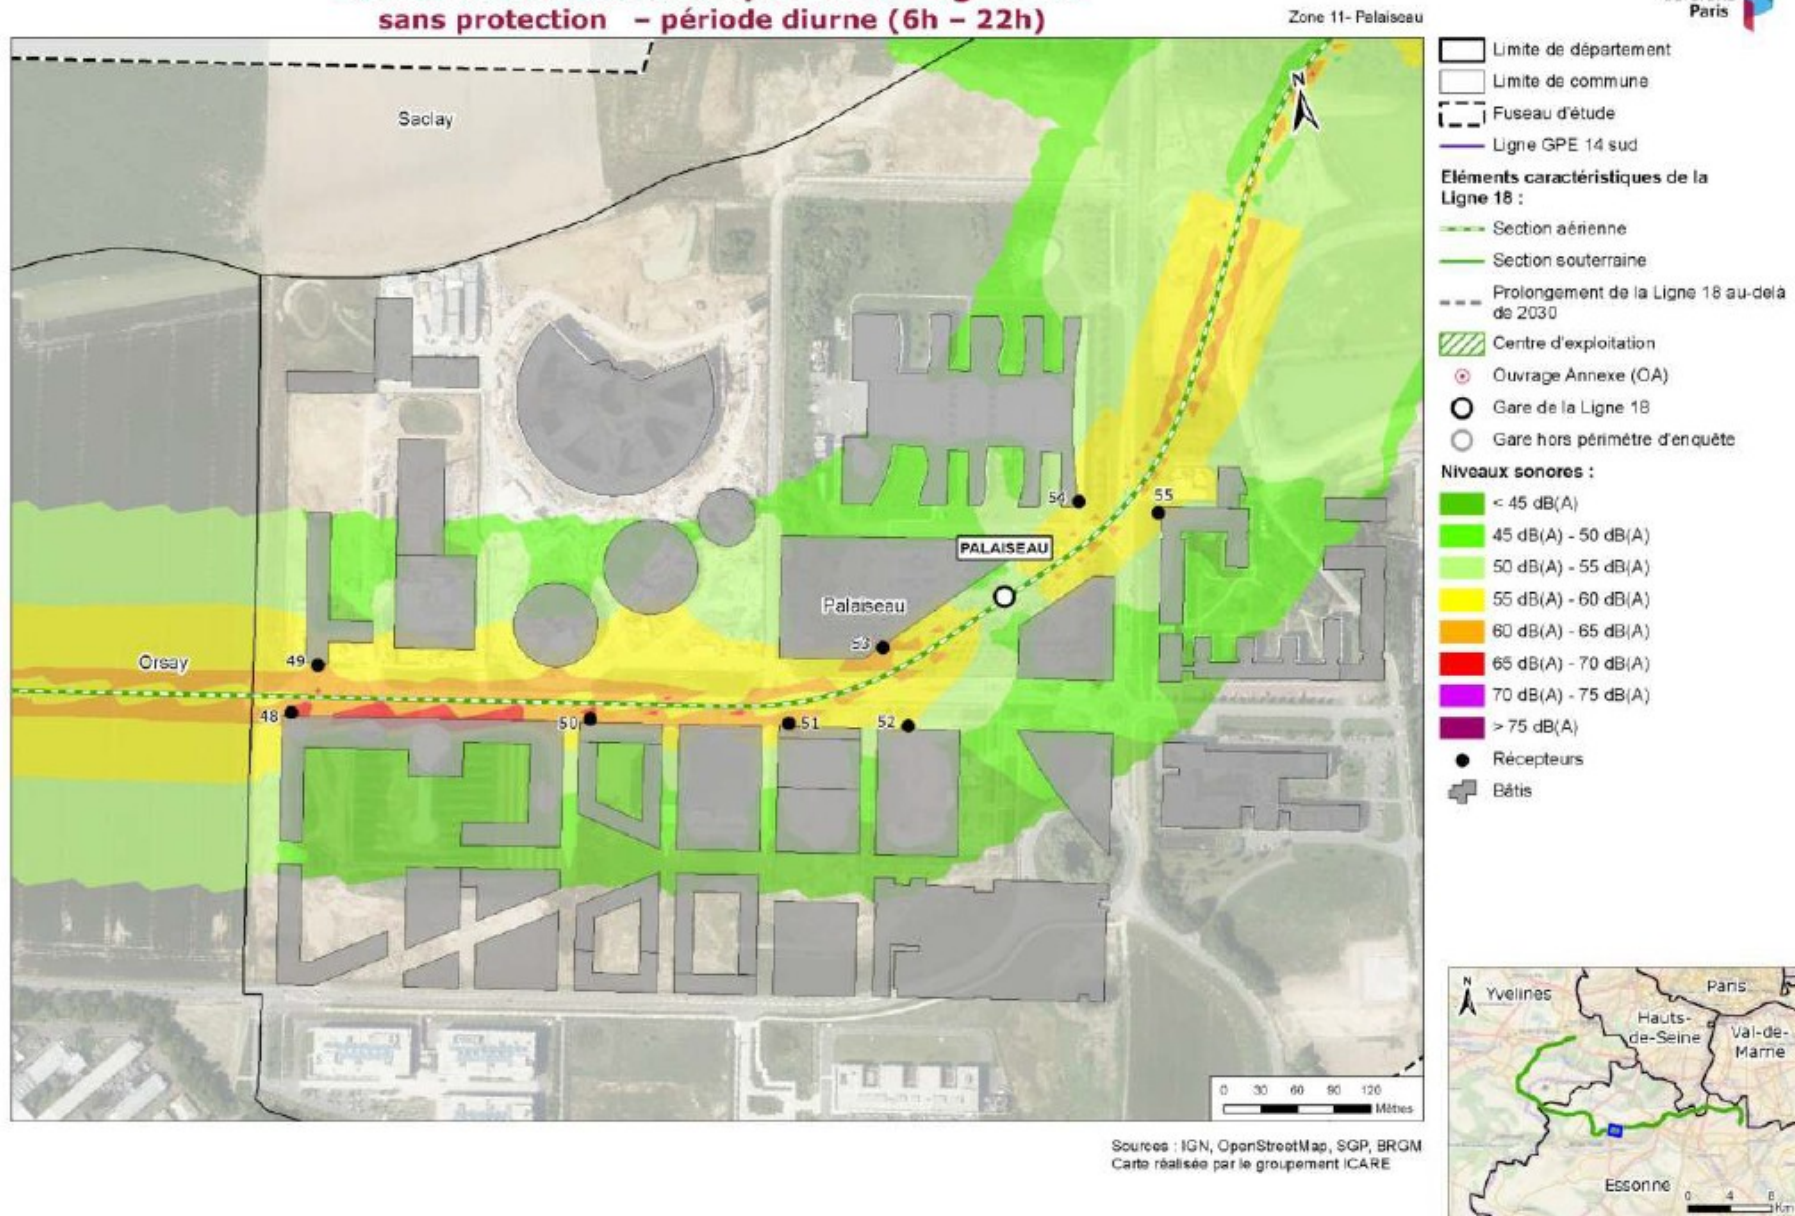 sans protection – période diurne (6h – 22h)
Zone 11- Palaiseau
Paris
N
Saclay
Orsay
Palaiseau
PALAISEAU
48
49
50
51
52
53
54
55
0 30 60 90 120
Mètres
Limite de département
Limite de commune
Fuseau d'étude
Ligne GPE 14 sud
Eléments caractéristiques de la
Ligne 18 :
Section aérienne
Section souterraine
Prolongement de la Ligne 18 au-delà
de 2030
Centre d'exploitation
Ouvrage Annexe (OA)
Gare de la Ligne 18
Gare hors périmètre d'enquête
Niveaux sonores :
< 45 dB(A)
45 dB(A) - 50 dB(A)
50 dB(A) - 55 dB(A)
55 dB(A) - 60 dB(A)
60 dB(A) - 65 dB(A)
65 dB(A) - 70 dB(A)
70 dB(A) - 75 dB(A)
> 75 dB(A)
Récepteurs
Bâtis
N
Yvelines
Paris
Hauts-
de-Seine
Val-de-
Marne
Essonne
0 4 8
Km
Sources : IGN, OpenStreetMap, SGP, BRGM
Carte réalisée par le groupement ICARE